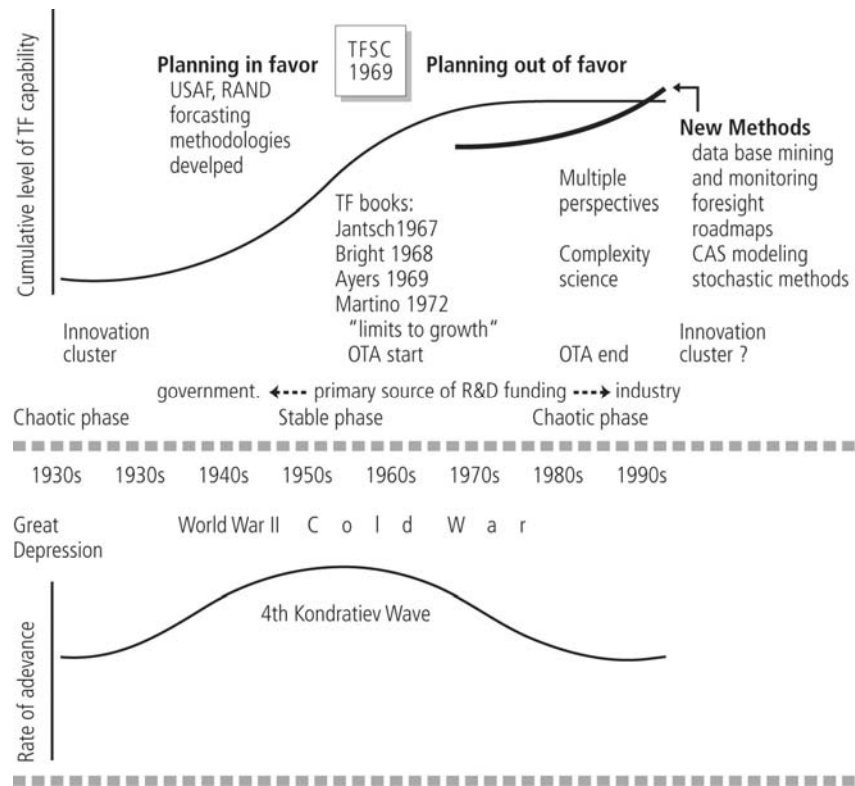 Cumulative level of TF capability
Planning in favor
USAF, RAND
forcasting
methodologies
develped
TFSC
1969
Planning out of favor
New Methods
data base mining
and monitoring
foresight
roadmaps
CAS modeling
stochastic methods
Multiple
perspectives
Complexity
science
TF books:
Jantsch1967
Bright 1968
Ayers 1969
Martino 1972
"limits to growth“
OTA start
OTA end
Innovation
cluster
Innovation
cluster ?
government. primary source of R&D funding industry
Chaotic phase Stable phase Chaotic phase
1930s 1930s 1940s 1950s 1960s 1970s 1980s 1990s
Great
Depression
World War II C o l d W a r
4th Kondratiev Wave
Rate of adevance